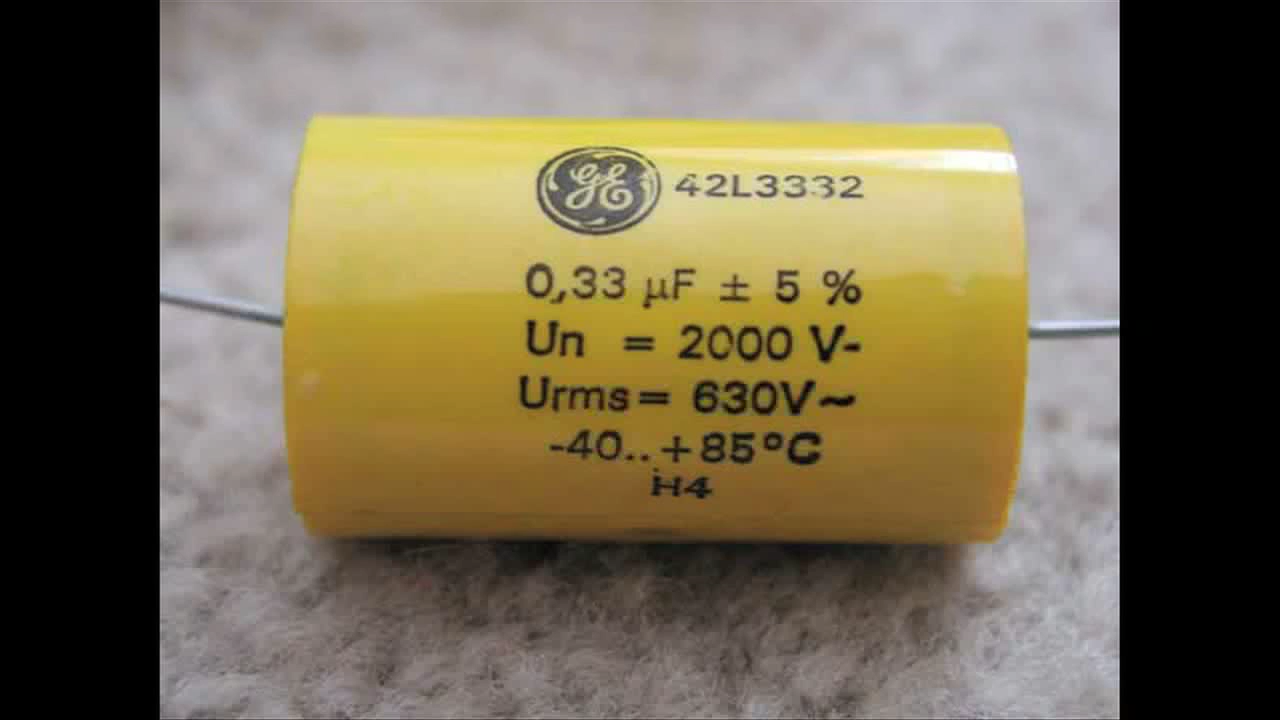 GE 42L3332
0,33 µF ± 5 %
Un = 2000 V-
Urms= 630V~
-40..+85°C
H4